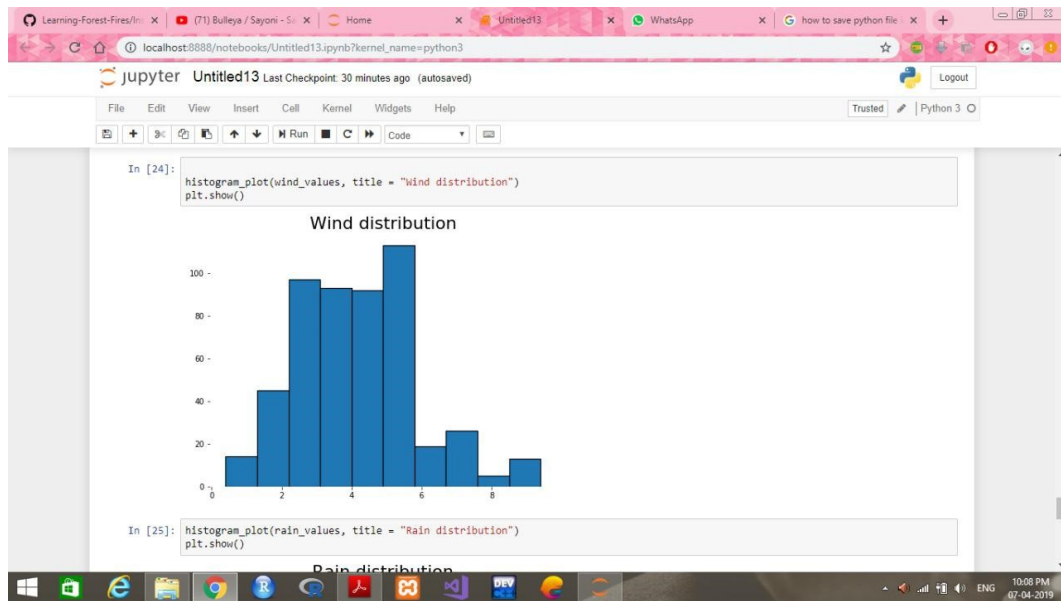 Learning-Forest-Fires/In
(71) Bulleya / Sayoni - Sa
Home
Untitled13
WhatsApp
how to save python file
localhost:8888/notebooks/Untitled13.ipynb?kernel_name=python3
jupyter Untitled13 Last Checkpoint: 30 minutes ago (autosaved)
Logout
File Edit View Insert Cell Kernel Widgets Help
Trusted Python 3
Run Code
In [24]:
histogram_plot(wind_values, title = "Wind distribution")
plt.show()
Wind distribution
100
80
60
40
20
0
0 2 4 6 8
In [25]: histogram_plot(rain_values, title = "Rain distribution")
plt.show()
Rain distribution
R
DEV
ENG
10:08 PM
07-04-2019